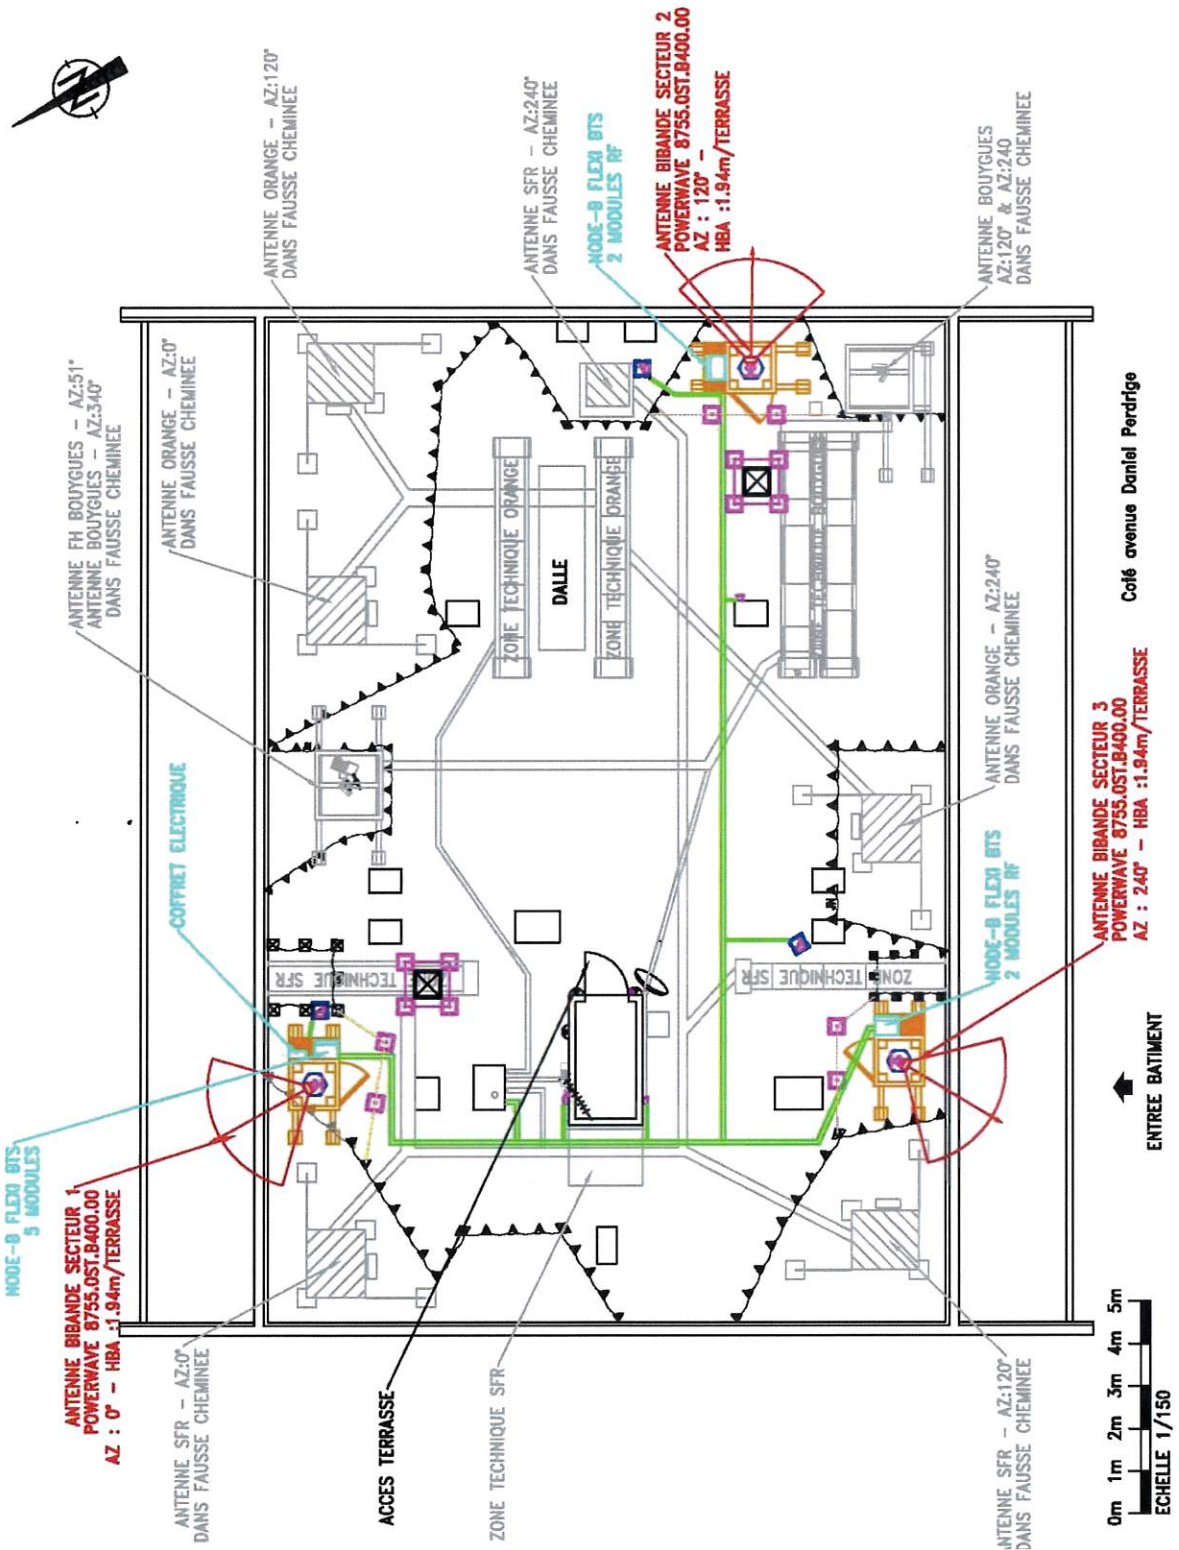 N
ANTENNE ORANGE - AZ:120°
DANS FAUSSE CHEMINEE
ANTENNE SFR - AZ:240°
DANS FAUSSE CHEMINEE
NODE-B FLEXI BTS
2 MODULES RF
ANTENNE BIBANDE SECTEUR 2
POWERWAVE 8755.0ST.B400.00
AZ : 120° -
HBA :1.94m/TERRASSE
ANTENNE BOUYGUES
AZ:120° & AZ:240
DANS FAUSSE CHEMINEE
ANTENNE FH BOUYGUES - AZ:51°
ANTENNE BOUYGUES - AZ:340°
DANS FAUSSE CHEMINEE
ANTENNE ORANGE - AZ:0°
DANS FAUSSE CHEMINEE
ZONE TECHNIQUE ORANGE
DALLE
ZONE TECHNIQUE ORANGE
ZONE TECHNIQUE BOUYGUES
Coté avenue Daniel Perdrige
ANTENNE ORANGE - AZ:240°
DANS FAUSSE CHEMINEE
COFFRET ELECTRIQUE
TECHNIQUE SFR
ZONE TECHNIQUE SFR
NODE-B FLEXI BTS
2 MODULES RF
ANTENNE BIBANDE SECTEUR 3
POWERWAVE 8755.0ST.B400.00
AZ : 240° - HBA :1.94m/TERRASSE
NODE-B FLEXI BTS
5 MODULES
ANTENNE BIBANDE SECTEUR 1
POWERWAVE 8755.0ST.B400.00
AZ : 0° - HBA :1.94m/TERRASSE
ENTREE BATIMENT
ANTENNE SFR - AZ:0°
DANS FAUSSE CHEMINEE
ACCES TERRASSE
ZONE TECHNIQUE SFR
ANTENNE SFR - AZ:120°
DANS FAUSSE CHEMINEE
0m 1m 2m 3m 4m 5m
ECHELLE 1/150